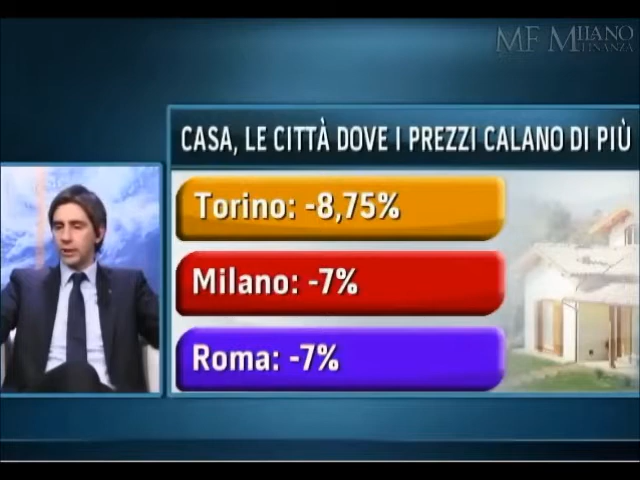 MF MILANO
FINANZA
CASA, LE CITTÀ DOVE I PREZZI CALANO DI PIÙ
Torino: -8,75%
Milano: -7%
Roma: -7%